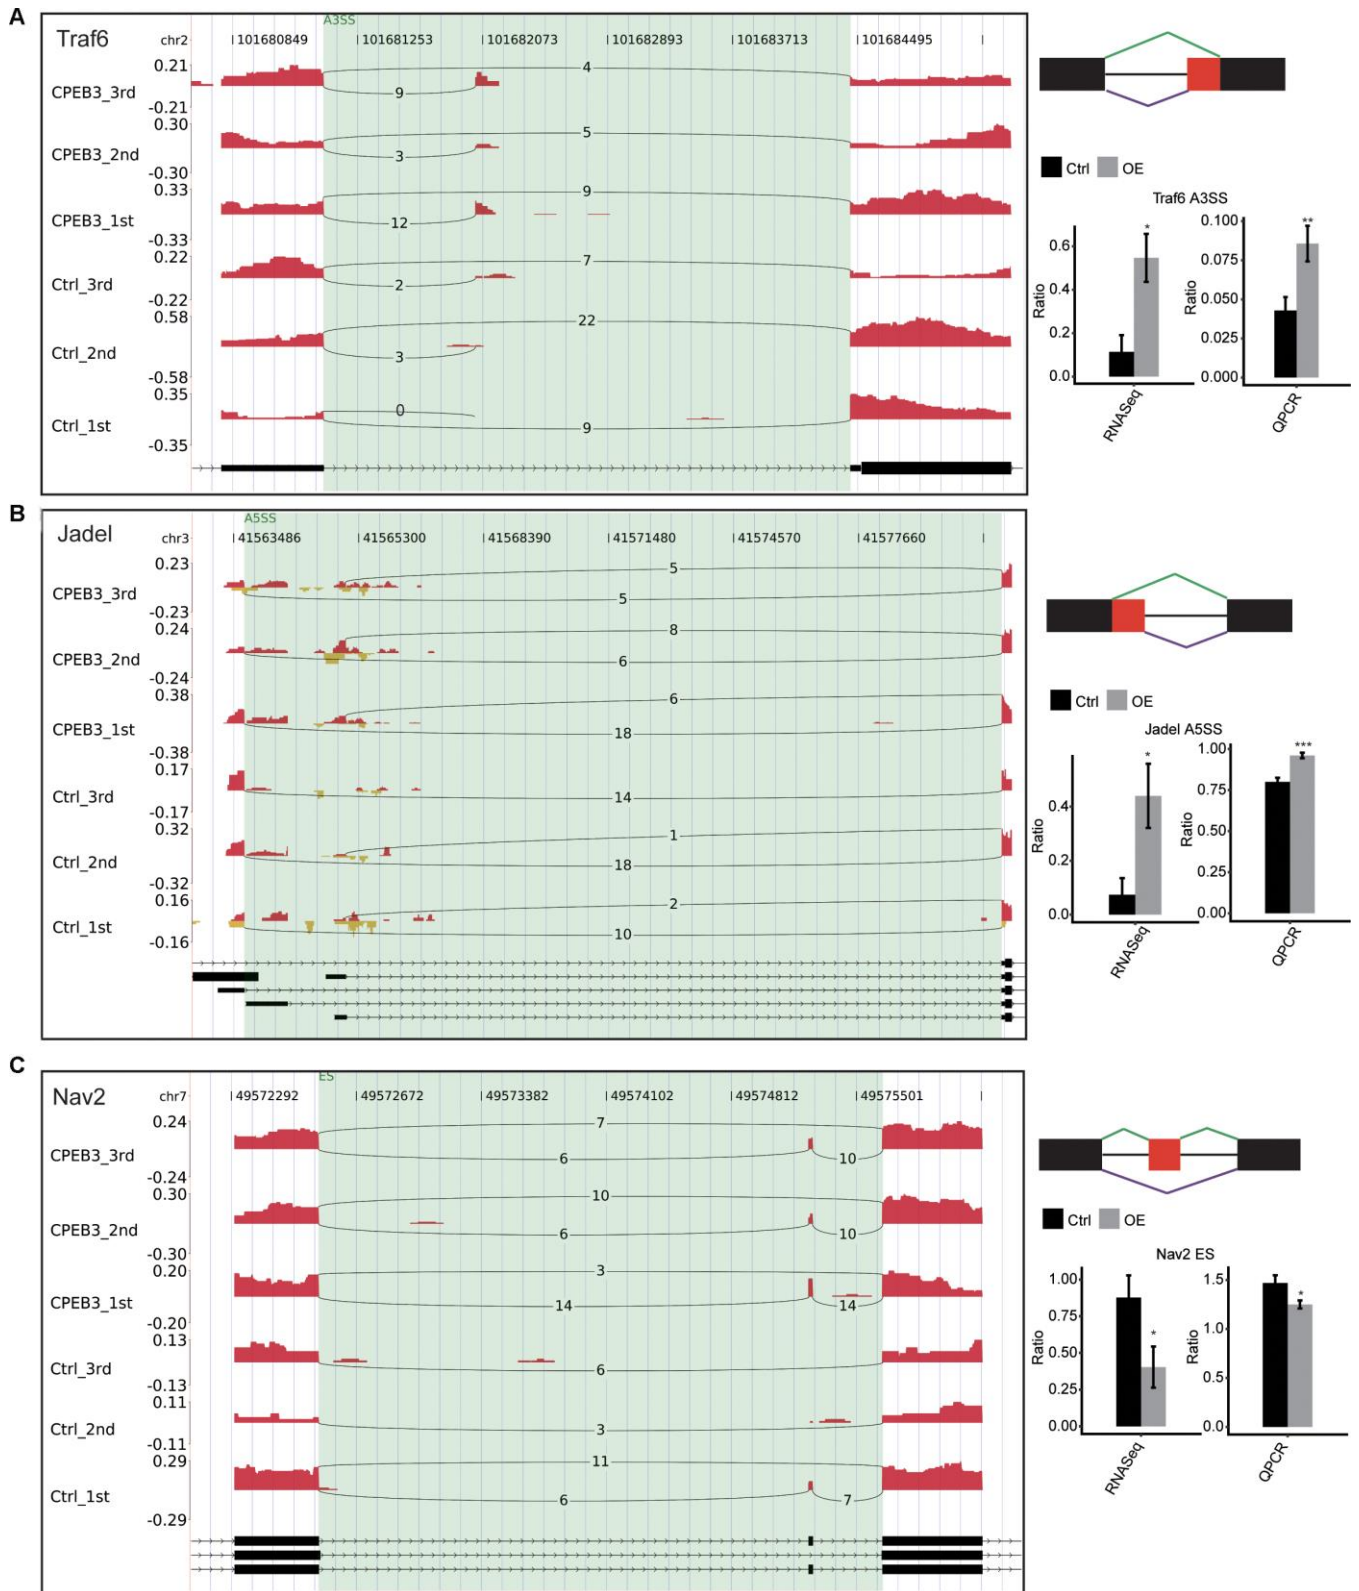 A
A3SS
Traf6
chr2 101680849 101681253 101682073 101682893 101683713 101684495
0.21
CPEB3_3rd
-0.21
4
9
0.30
CPEB3_2nd
-0.30
5
3
0.33
CPEB3_1st
-0.33
9
12
0.22
Ctrl_3rd
-0.22
7
2
0.58
Ctrl_2nd
-0.58
22
3
0.35
Ctrl_1st
-0.35
0
9
Ctrl OE
Traf6 A3SS
Ratio
0.6
0.4
0.2
0.0
*
RNASeq
Ratio
0.100
0.075
0.050
0.025
0.000
**
QPCR
B
A5SS
Jadel
chr3 41563486 41565300 41568390 41571480 41574570 41577660
0.23
CPEB3_3rd
-0.23
5
5
0.24
CPEB3_2nd
-0.24
8
6
0.38
CPEB3_1st
-0.38
6
18
0.17
Ctrl_3rd
-0.17
14
0.32
Ctrl_2nd
-0.32
1
18
0.16
Ctrl_1st
-0.16
2
10
Ctrl OE
Jadel A5SS
Ratio
0.4
0.2
0.0
*
RNASeq
Ratio
1.00
0.75
0.50
0.25
0.00
***
QPCR
C
ES
Nav2
chr7 49572292 49572672 49573382 49574102 49574812 49575501
0.24
CPEB3_3rd
-0.24
7
6 10
0.30
CPEB3_2nd
-0.30
10
6 10
0.20
CPEB3_1st
-0.20
3
14 14
0.13
Ctrl_3rd
-0.13
6
0.11
Ctrl_2nd
-0.11
3
0.29
Ctrl_1st
-0.29
11
6 7
Ctrl OE
Nav2 ES
Ratio
1.00
0.75
0.50
0.25
0.00
*
RNASeq
Ratio
1.5
1.0
0.5
0.0
*
QPCR